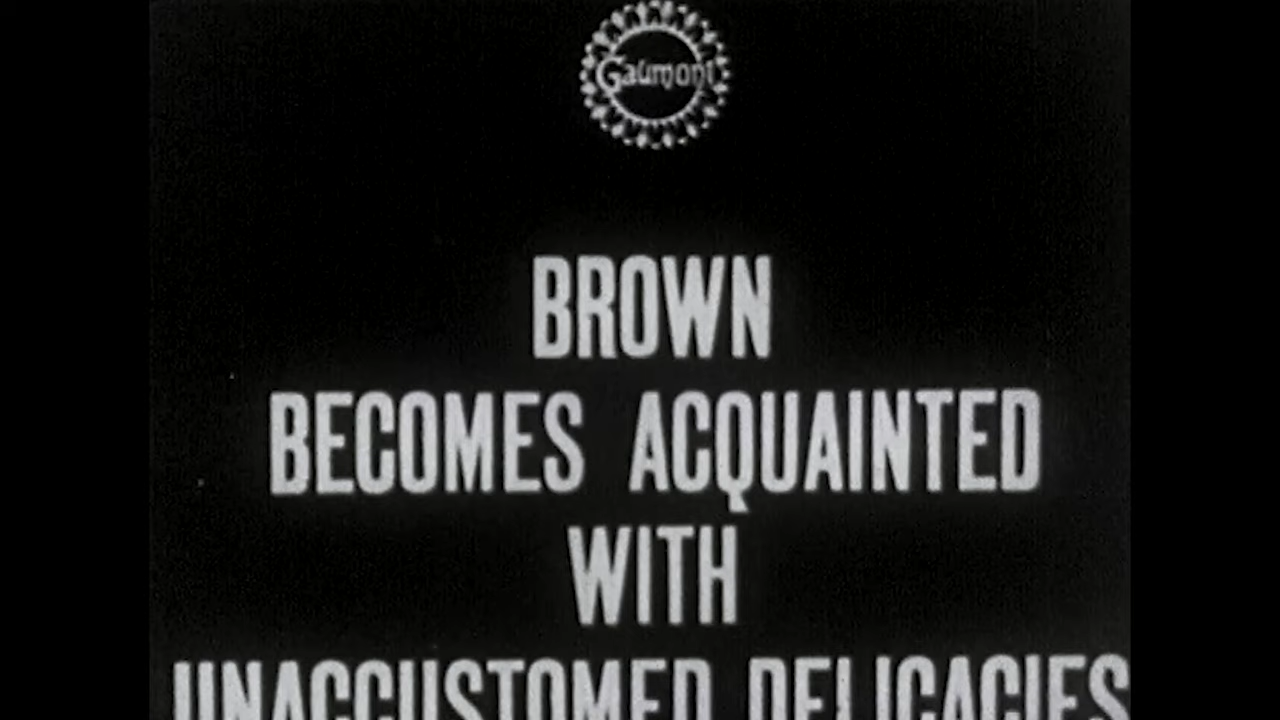 Gaumont
BROWN
BECOMES ACQUAINTED
WITH
UNACCUSTOMED DELICACIES